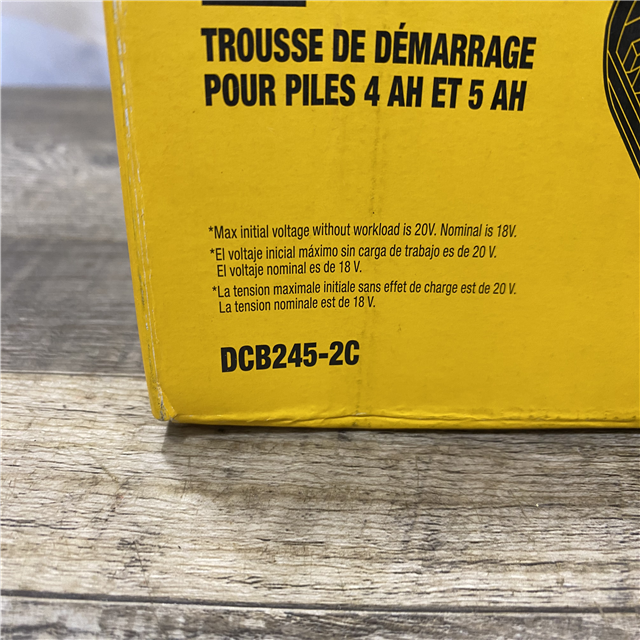 TROUSSE DE DÉMARRAGE
POUR PILES 4 AH ET 5 AH
*Max initial voltage without workload is 20V. Nominal is 18V.
*El voltaje inicial máximo sin carga de trabajo es de 20 V.
El voltaje nominal es de 18 V.
*La tension maximale initiale sans effet de charge est de 20 V.
La tension nominale est de 18 V.
DCB245-2C